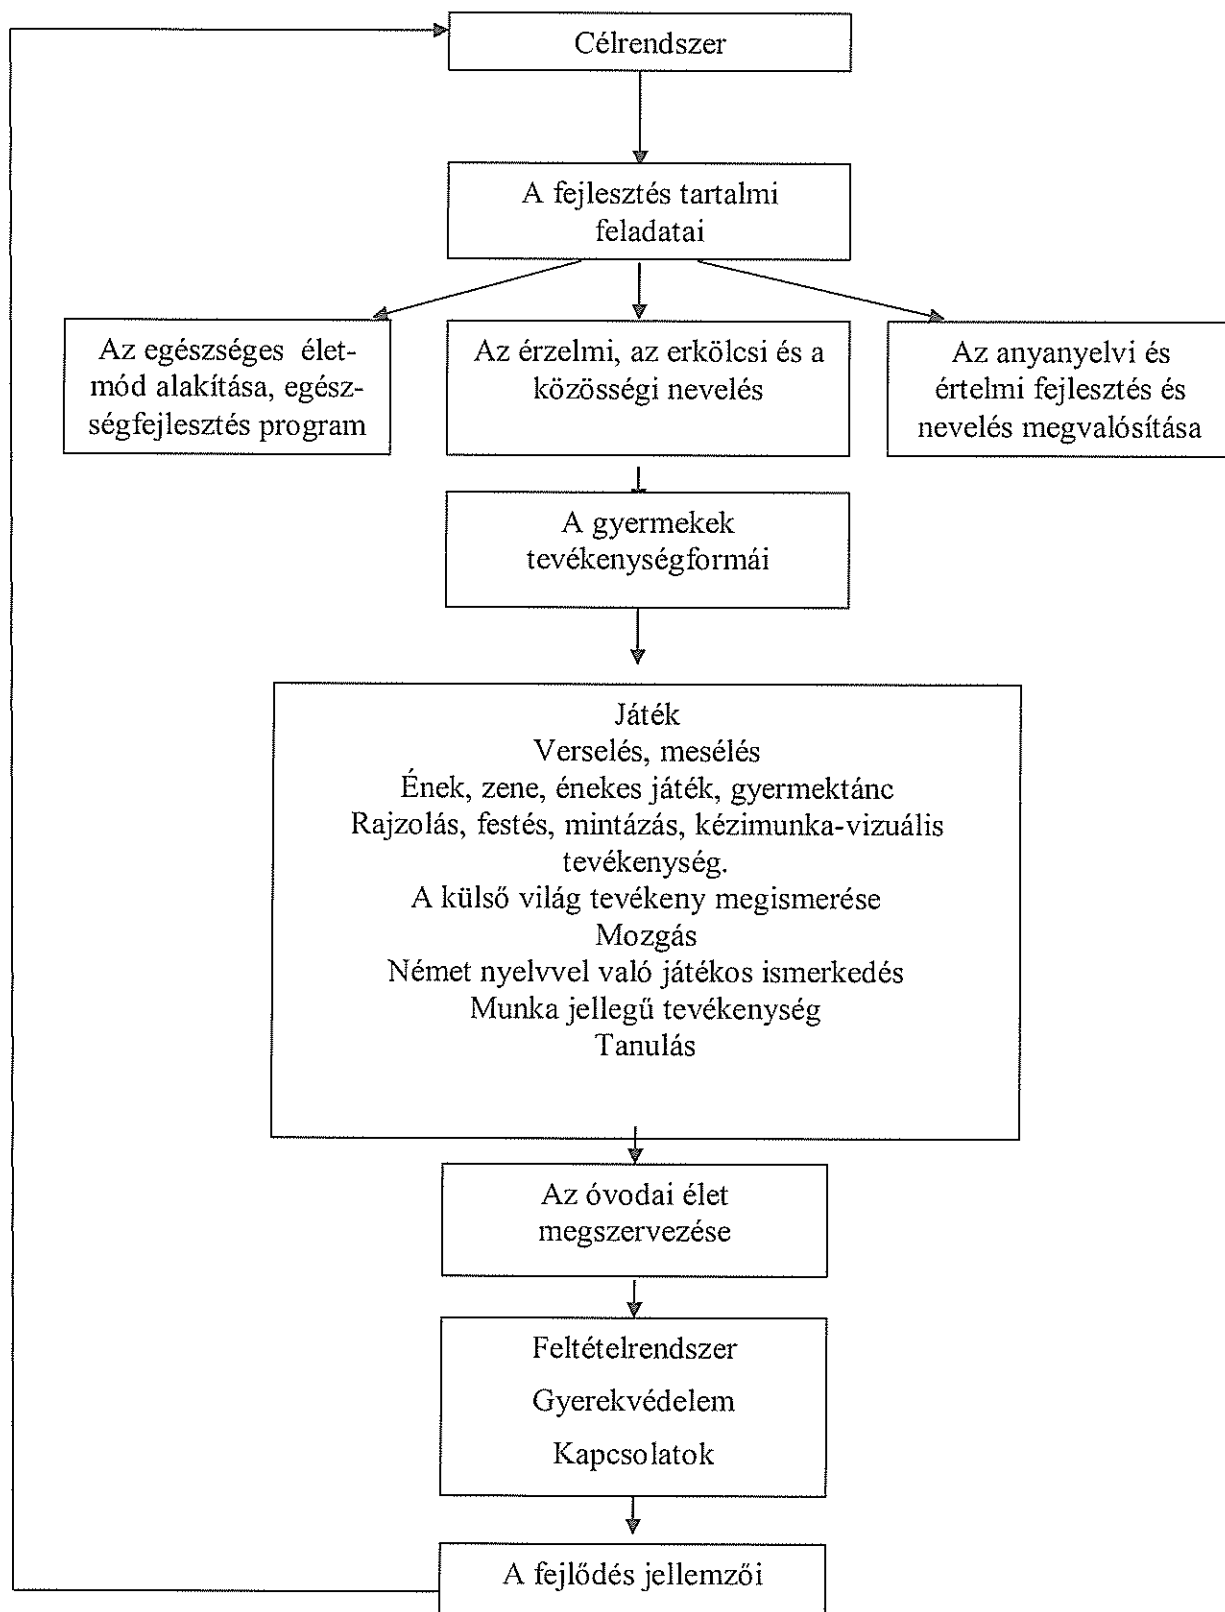 Célrendszer
A fejlesztés tartalmi
feladatai
Az egészséges élet-
mód alakítása, egész-
ségfejlesztés program
Az érzelmi, az erkölcsi és a
közösségi nevelés
Az anyanyelvi és
értelmi fejlesztés és
nevelés megvalósítása
A gyermekek
tevékenységformái
Játék
Verselés, mesélés
Ének, zene, énekes játék, gyermektánc
Rajzolás, festés, mintázás, kézimunka-vizuális
tevékenység.
A külső világ tevékeny megismerése
Mozgás
Német nyelvvel való játékos ismerkedés
Munka jellegű tevékenység
Tanulás
Az óvodai élet
megszervezése
Feltételrendszer
Gyerekvédelem
Kapcsolatok
A fejlődés jellemzői